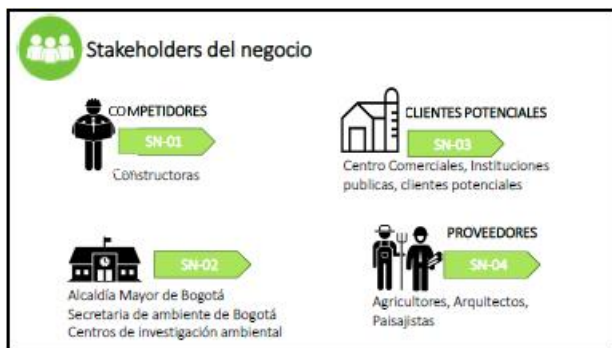 Stakeholders del negocio
COMPETIDORES
SN-01
Constructoras
CLIENTES POTENCIALES
SN-03
Centro Comerciales, Instituciones
publicas, clientes potenciales
SN-02
Alcaldía Mayor de Bogotá
Secretaria de ambiente de Bogotá
Centros de investigación ambiental
PROVEEDORES
SN-04
Agricultores, Arquitectos,
Paisajistas